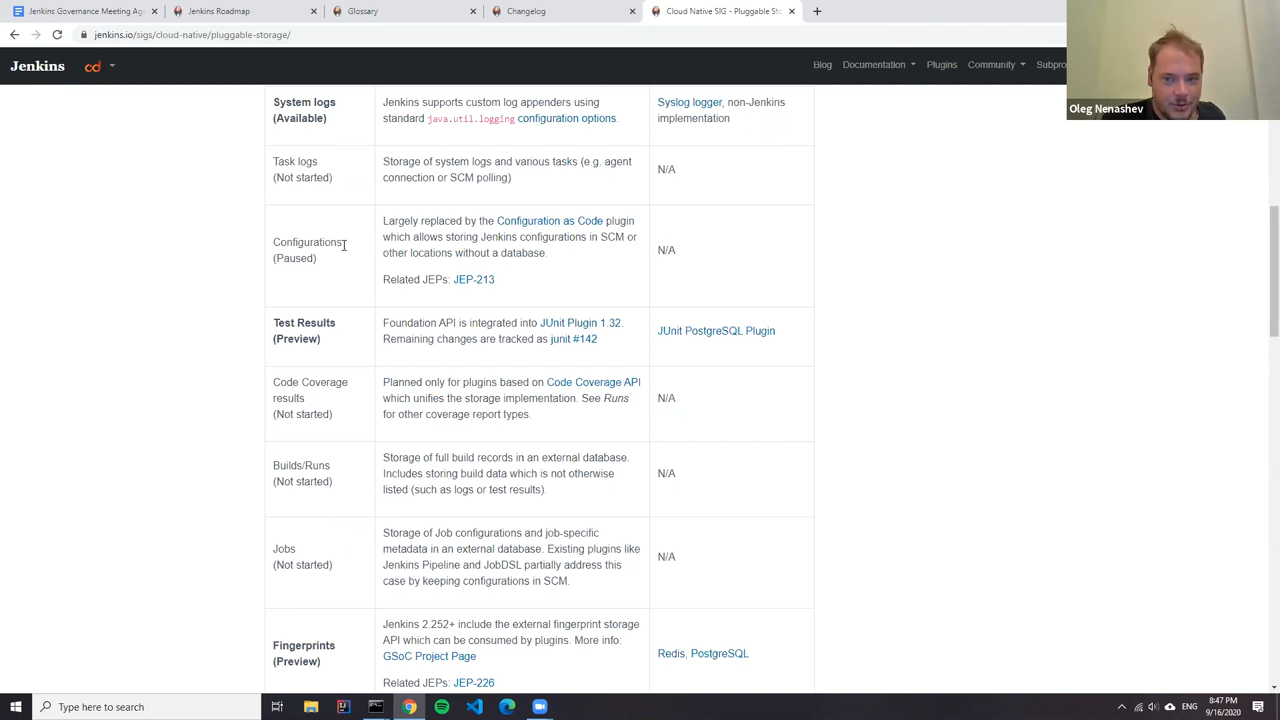 Jenkins Governance Meeting Age
Jenkins Roadmap
Glossary
Changelog
Cloud Native SIG - Pluggable Sto
jenkins.io/sigs/cloud-native/pluggable-storage/
Jenkins
cd
Blog
Documentation
Plugins
Community
Subpro
Oleg Nenashev
System logs
(Available)
Jenkins supports custom log appenders using
standard java.util.logging configuration options.
Syslog logger, non-Jenkins
implementation
Task logs
(Not started)
Storage of system logs and various tasks (e.g. agent
connection or SCM polling)
N/A
Configurations
(Paused)
Largely replaced by the Configuration as Code plugin
which allows storing Jenkins configurations in SCM or
other locations without a database.
Related JEPs: JEP-213
N/A
Test Results
(Preview)
Foundation API is integrated into JUnit Plugin 1.32.
Remaining changes are tracked as junit #142
JUnit PostgreSQL Plugin
Code Coverage
results
(Not started)
Planned only for plugins based on Code Coverage API
which unifies the storage implementation. See Runs
for other coverage report types.
N/A
Builds/Runs
(Not started)
Storage of full build records in an external database.
Includes storing build data which is not otherwise
listed (such as logs or test results).
N/A
Jobs
(Not started)
Storage of Job configurations and job-specific
metadata in an external database. Existing plugins like
Jenkins Pipeline and JobDSL partially address this
case by keeping configurations in SCM.
N/A
Fingerprints
(Preview)
Jenkins 2.252+ include the external fingerprint storage
API which can be consumed by plugins. More info:
GSoC Project Page
Related JEPs: JEP-226
Redis, PostgreSQL
Type here to search
ENG
8:47 PM
9/16/2020